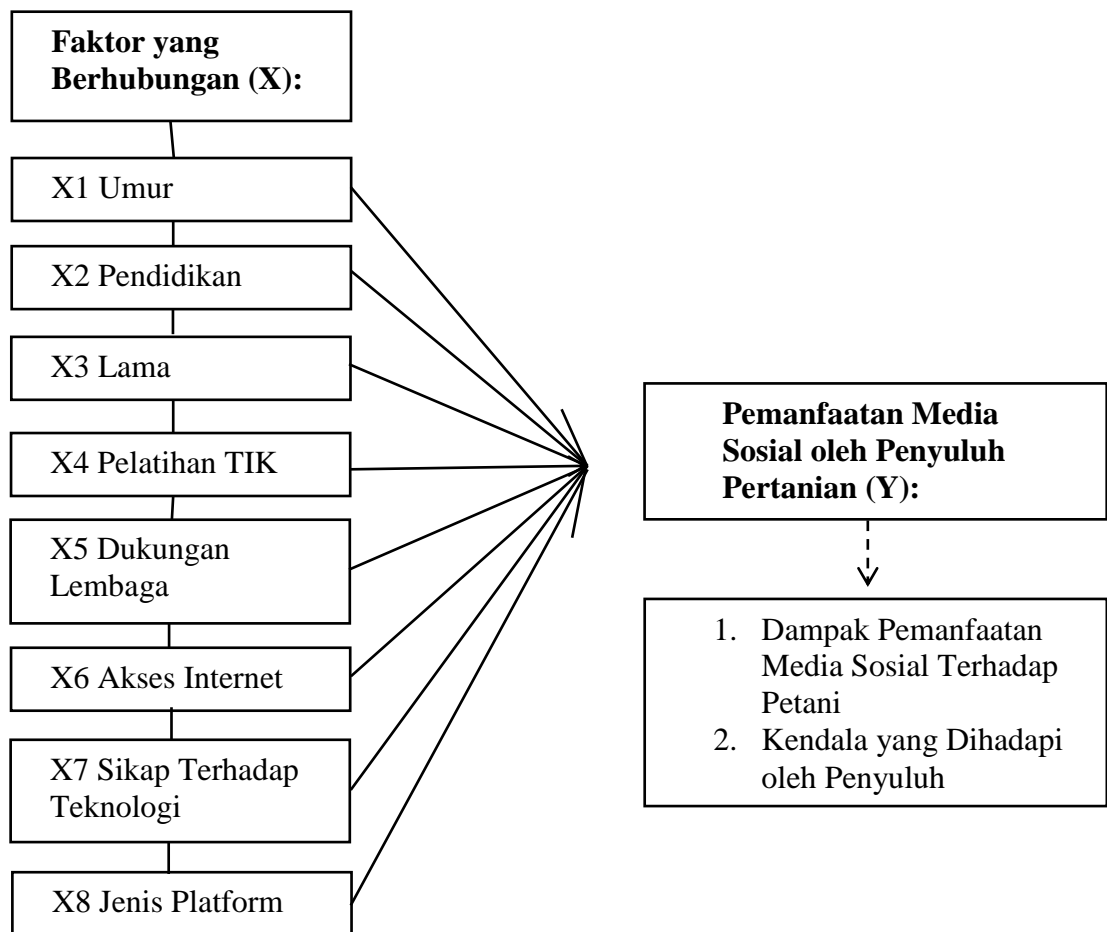 Faktor yang
Berhubungan (X):
X1 Umur
X2 Pendidikan
X3 Lama
X4 Pelatihan TIK
X5 Dukungan
Lembaga
X6 Akses Internet
X7 Sikap Terhadap
Teknologi
X8 Jenis Platform
Pemanfaatan Media
Sosial oleh Penyuluh
Pertanian (Y):
1. Dampak Pemanfaatan
Media Sosial Terhadap
Petani
2. Kendala yang Dihadapi
oleh Penyuluh